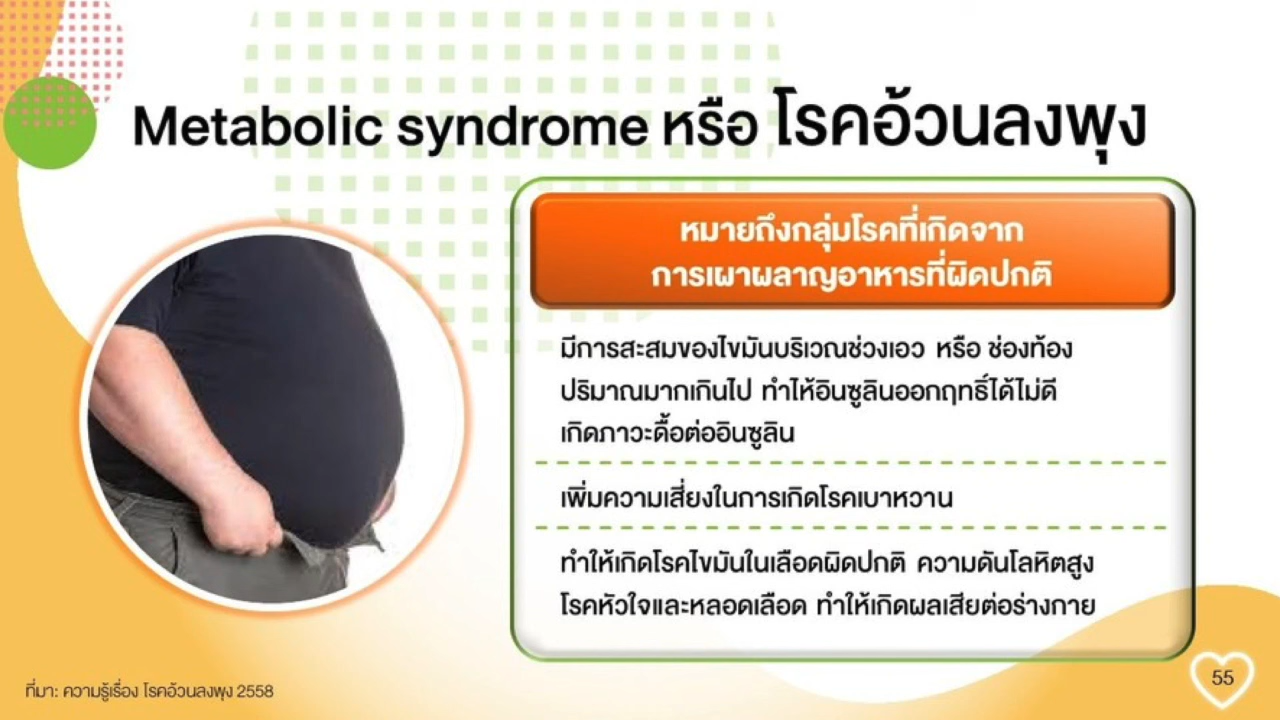 Metabolic syndrome หรือ โรคอ้วนลงพุง
หมายถึงกลุ่มโรคที่เกิดจาก
การเผาผลาญอาหารที่ผิดปกติ
มีการสะสมของไขมันบริเวณช่วงเอว หรือ ช่องท้อง
ปริมาณมากเกินไป ทำให้อินซูลินออกฤทธิ์ได้ไม่ดี
เกิดภาวะดื้อต่ออินซูลิน
เพิ่มความเสี่ยงในการเกิดโรคเบาหวาน
ทำให้เกิดโรคไขมันในเลือดผิดปกติ ความดันโลหิตสูง
โรคหัวใจและหลอดเลือด ทำให้เกิดผลเสียต่อร่างกาย
ที่มา: ความรู้เรื่อง โรคอ้วนลงพุง 2558
55